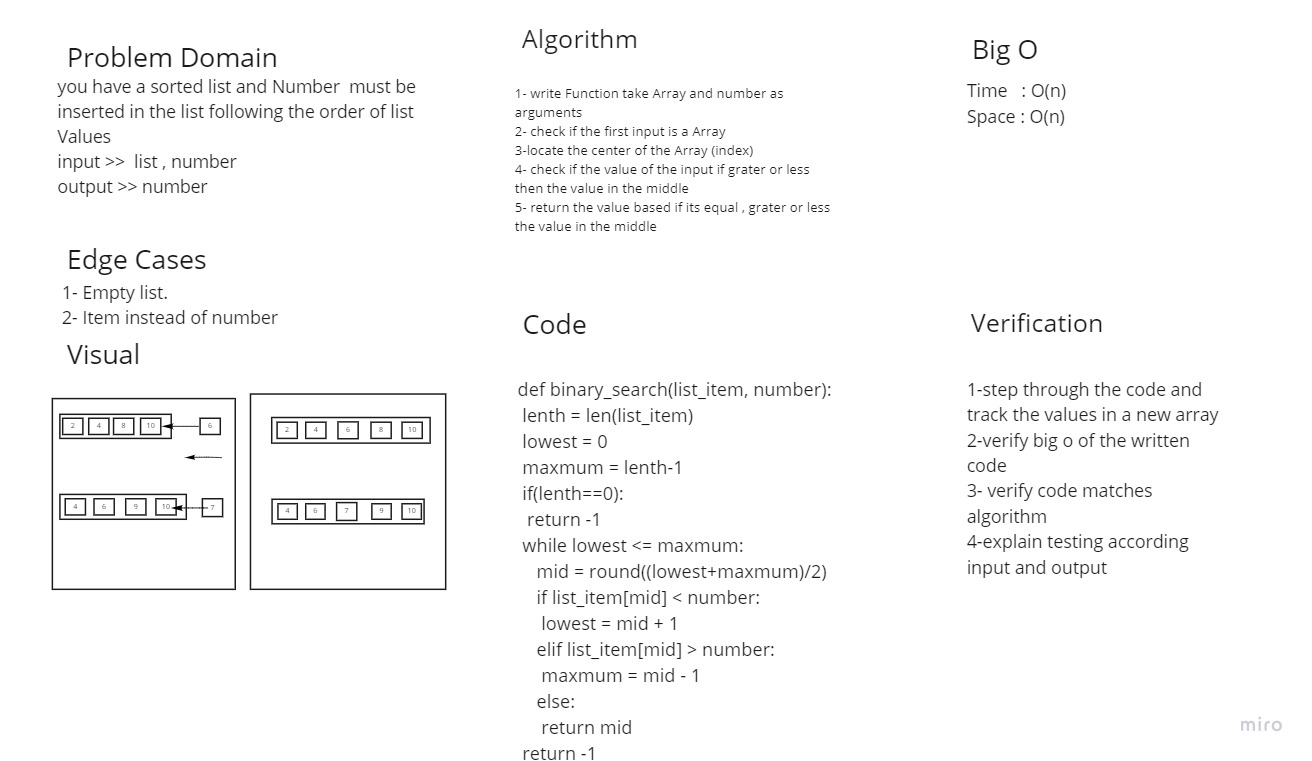 Problem Domain
you have a sorted list and Number must be
inserted in the list following the order of list
Values
input >> list , number
output >> number
Edge Cases
1- Empty list.
2- Item instead of number
Visual
2 4 8 10 6
4 6 9 10 7
2 4 6 8 10
4 6 7 9 10
Algorithm
1- write Function take Array and number as
arguments
2- check if the first input is a Array
3-locate the center of the Array (index)
4- check if the value of the input if grater or less
then the value in the middle
5- return the value based if its equal , grater or less
the value in the middle
Code
def binary_search(list_item, number):
lenth = len(list_item)
lowest = 0
maxmum = lenth-1
if(lenth==0):
return -1
while lowest <= maxmum:
mid = round((lowest+maxmum)/2)
if list_item[mid] < number:
lowest = mid + 1
elif list_item[mid] > number:
maxmum = mid - 1
else:
return mid
return -1
Big O
Time : O(n)
Space : O(n)
Verification
1-step through the code and
track the values in a new array
2-verify big o of the written
code
3- verify code matches
algorithm
4-explain testing according
input and output
miro